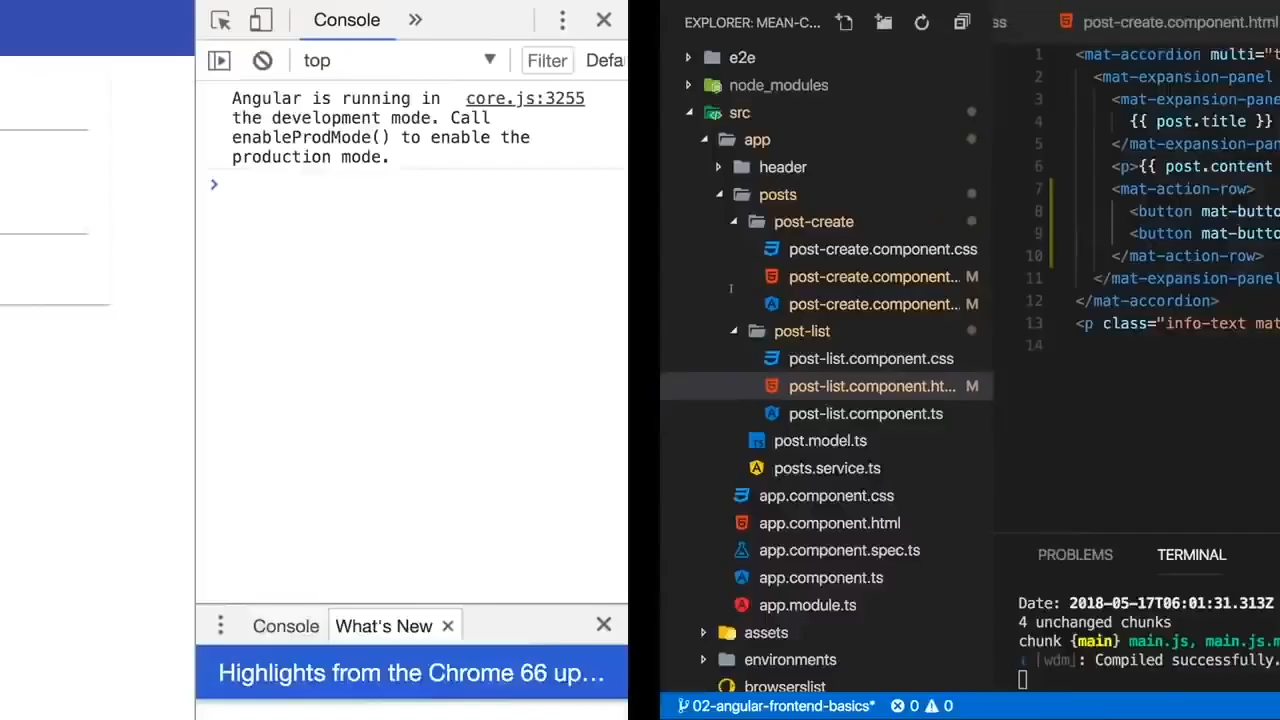 Console
top
Filter
Defa
Angular is running in core.js:3255
the development mode. Call
enableProdMode() to enable the
production mode.
Console
What's New
Highlights from the Chrome 66 up...
EXPLORER: MEAN-C...
e2e
node_modules
src
app
header
posts
post-create
post-create.component.css
post-create.component... M
post-create.component... M
post-list
post-list.component.css
post-list.component.ht... M
post-list.component.ts
post.model.ts
posts.service.ts
app.component.css
app.component.html
app.component.spec.ts
app.component.ts
app.module.ts
assets
environments
browserslist
ss
post-create.component.html
1 <mat-accordion multi="t
2 <mat-expansion-panel
3 <mat-expansion-pane
4 {{ post.title }}
5 </mat-expansion-pan
6 <p>{{ post.content
7 <mat-action-row>
8 <button mat-butto
9 <button mat-butto
10 </mat-action-row>
11 </mat-expansion-panel
12 </mat-accordion>
13 <p class="info-text mat
14
PROBLEMS
TERMINAL
Date: 2018-05-17T06:01:31.313Z
4 unchanged chunks
chunk {main} main.js, main.js.m
i ｢wdm｣: Compiled successfully.
02-angular-frontend-basics* 0 0